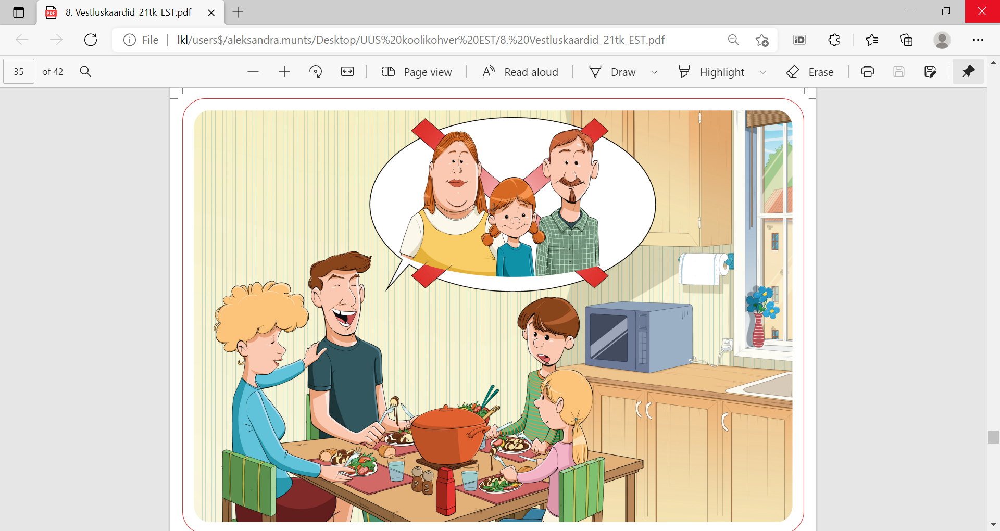 8. Vestluskaardid_21tk_EST.pdf
File lkl/users$/aleksandra.munts/Desktop/UUS%20koolikohver%20EST/8.%20Vestluskaardid_21tk_EST.pdf
35 of 42 Page view Read aloud Draw Highlight Erase
P S